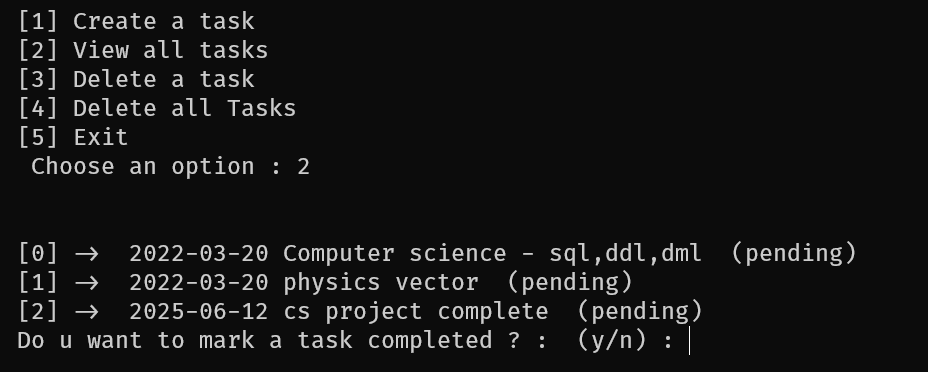 [1] Create a task
[2] View all tasks
[3] Delete a task
[4] Delete all Tasks
[5] Exit
Choose an option : 2
[0] -> 2022-03-20 Computer science - sql,ddl,dml (pending)
[1] -> 2022-03-20 physics vector (pending)
[2] -> 2025-06-12 cs project complete (pending)
Do u want to mark a task completed ? : (y/n) :